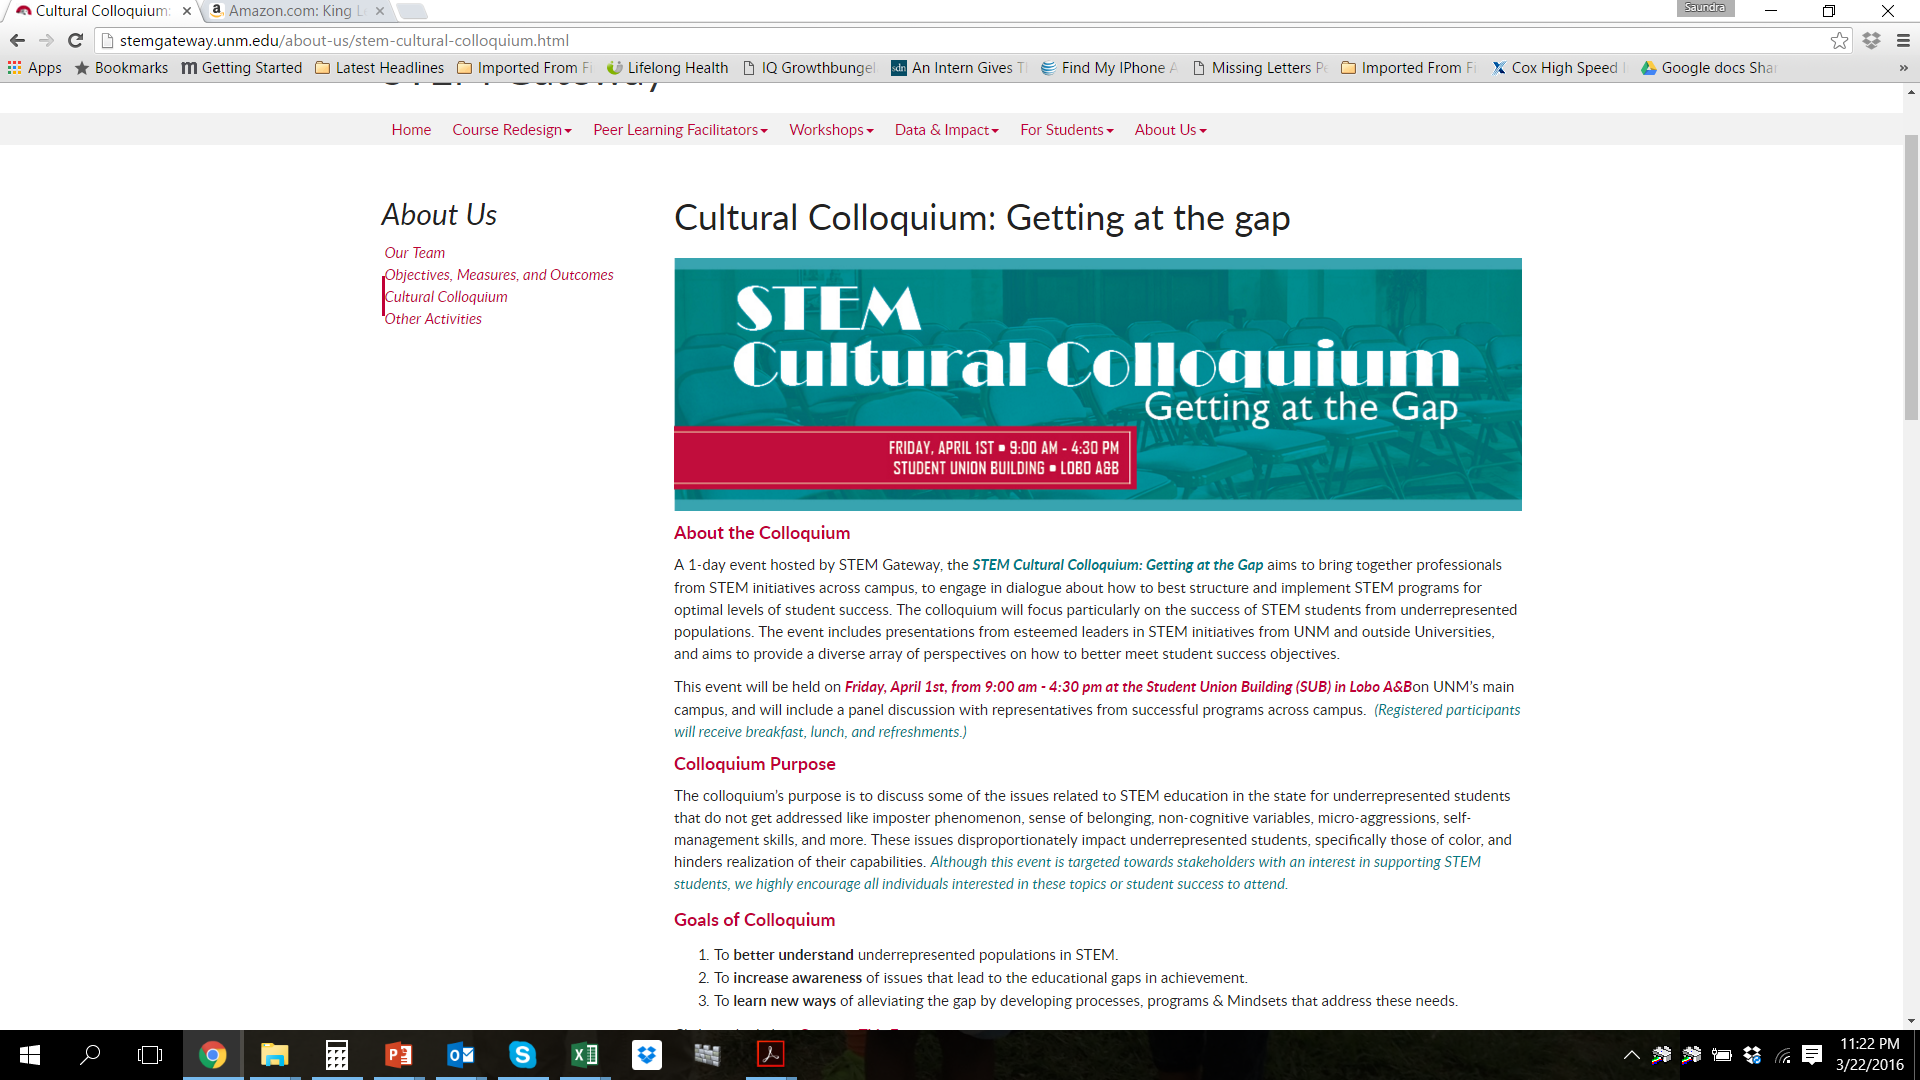 Cultural Colloquium:
Amazon.com: King L
Saundra
stemgateway.unm.edu/about-us/stem-cultural-colloquium.html
Apps Bookmarks Getting Started Latest Headlines Imported From Fi Lifelong Health IQ Growthbungel An Intern Gives T Find My IPhone A Missing Letters P Imported From Fi Cox High Speed Google docs Shar »
STEM Gateway
Home Course Redesign Peer Learning Facilitators Workshops Data & Impact For Students About Us
About Us
Our Team
Objectives, Measures, and Outcomes
Cultural Colloquium
Other Activities
Cultural Colloquium: Getting at the gap
STEM
Cultural Colloquium
Getting at the Gap
FRIDAY, APRIL 1ST • 9:00 AM - 4:30 PM
STUDENT UNION BUILDING • LOBO A&B
About the Colloquium
A 1-day event hosted by STEM Gateway, the STEM Cultural Colloquium: Getting at the Gap aims to bring together professionals
from STEM initiatives across campus, to engage in dialogue about how to best structure and implement STEM programs for
optimal levels of student success. The colloquium will focus particularly on the success of STEM students from underrepresented
populations. The event includes presentations from esteemed leaders in STEM initiatives from UNM and outside Universities,
and aims to provide a diverse array of perspectives on how to better meet student success objectives.
This event will be held on Friday, April 1st, from 9:00 am - 4:30 pm at the Student Union Building (SUB) in Lobo A&Bon UNM's main
campus, and will include a panel discussion with representatives from successful programs across campus. (Registered participants
will receive breakfast, lunch, and refreshments.)
Colloquium Purpose
The colloquium's purpose is to discuss some of the issues related to STEM education in the state for underrepresented students
that do not get addressed like imposter phenomenon, sense of belonging, non-cognitive variables, micro-aggressions, self-
management skills, and more. These issues disproportionately impact underrepresented students, specifically those of color, and
hinders realization of their capabilities. Although this event is targeted towards stakeholders with an interest in supporting STEM
students, we highly encourage all individuals interested in these topics or student success to attend.
Goals of Colloquium
1. To better understand underrepresented populations in STEM.
2. To increase awareness of issues that lead to the educational gaps in achievement.
3. To learn new ways of alleviating the gap by developing processes, programs & Mindsets that address these needs.
11:22 PM
3/22/2016